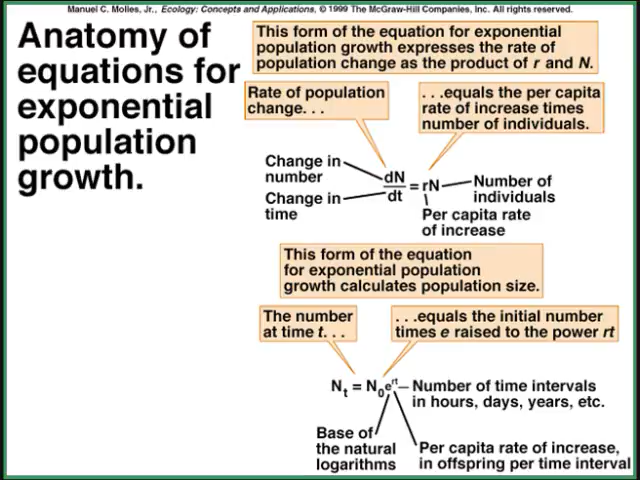 Manuel C. Molles, Jr., Ecology: Concepts and Applications, © 1999 The McGraw-Hill Companies, Inc. All rights reserved.
Anatomy of
equations for
exponential
population
growth.
This form of the equation for exponential
population growth expresses the rate of
population change as the product of r and N.
Rate of population
change. . .
. . .equals the per capita
rate of increase times
number of individuals.
Change in
number
Change in
time
dN
dt
= rN
Number of
individuals
Per capita rate
of increase
This form of the equation
for exponential population
growth calculates population size.
The number
at time t. . .
. . .equals the initial number
times e raised to the power rt
Nt = N0ert
Number of time intervals
in hours, days, years, etc.
Base of
the natural
logarithms
Per capita rate of increase,
in offspring per time interval